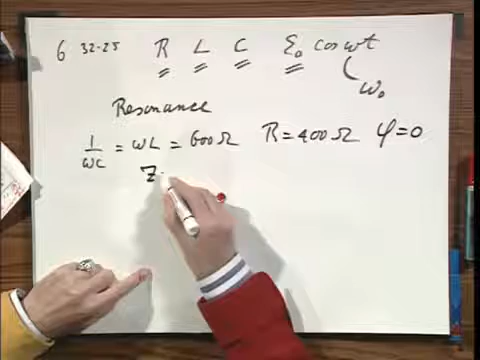 6 32-25 R L C ε₀ cos ωt
ω₀
Resonance
1/ωC = ωL = 600 Ω R = 400 Ω φ = 0
Z